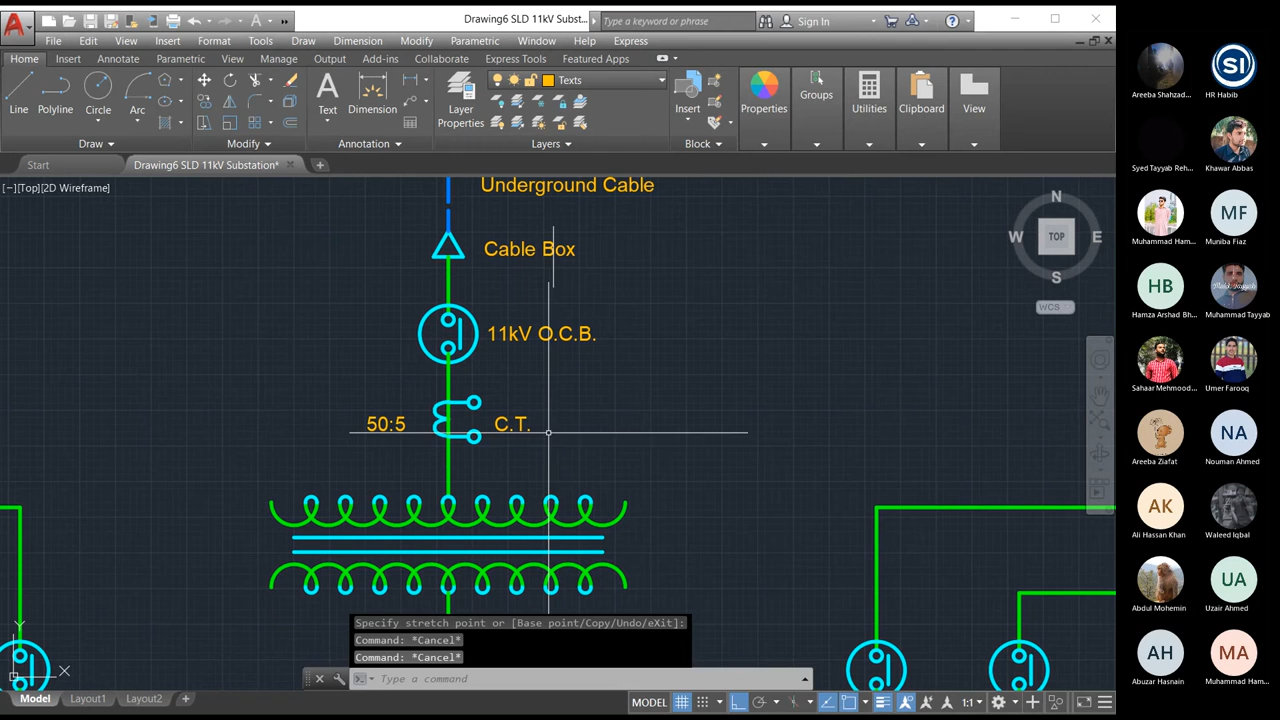 Drawing6 SLD 11kV Subst...
Type a keyword or phrase
Sign In
File Edit View Insert Format Tools Draw Dimension Modify Parametric Window Help Express
Home Insert Annotate Parametric View Manage Output Add-ins Collaborate Express Tools Featured Apps
Texts
Line Polyline Circle Arc Text Dimension Layer Properties Insert Properties Groups Utilities Clipboard View
Draw Modify Annotation Layers Block
Start Drawing6 SLD 11kV Substation*
[−][Top][2D Wireframe]
Underground Cable
Cable Box
11kV O.C.B.
50:5 C.T.
N
W TOP E
S
WCS
Y
X
Specify stretch point or [Base point/Copy/Undo/eXit]:
Command: *Cancel*
Command: *Cancel*
Type a command
Model Layout1 Layout2
MODEL 1:1
Areeba Shahzad...
SI
HR Habib
Syed Tayyab Reh...
Khawar Abbas
Muhammad Ham...
MF
Muniba Fiaz
HB
Hamza Arshad Bh...
Muhammad Tayyab
Sahaar Mehmood...
Umer Farooq
Areeba Ziafat
NA
Nouman Ahmed
AK
Ali Hassan Khan
Waleed Iqbal
Abdul Mohemin
UA
Uzair Ahmed
AH
Abuzar Hasnain
MA
Muhammad Ham...